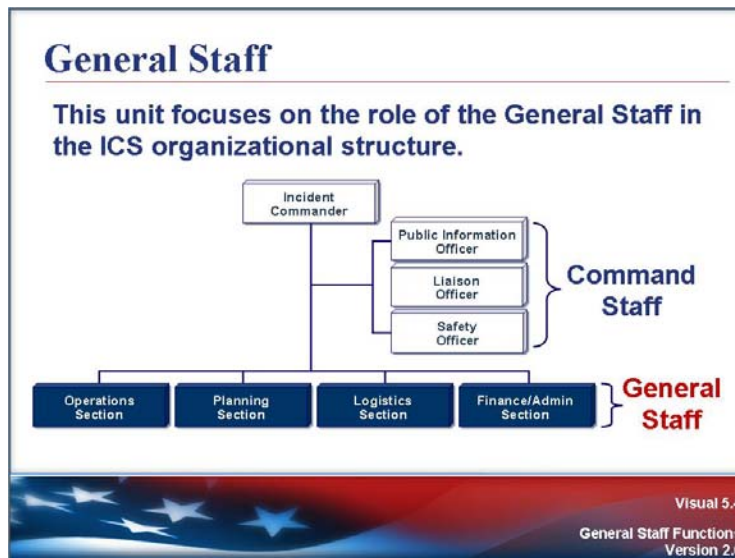 General Staff
This unit focuses on the role of the General Staff in
the ICS organizational structure.
Incident
Commander
Public Information
Officer
Liaison
Officer
Safety
Officer
Command
Staff
Operations
Section
Planning
Section
Logistics
Section
Finance/Admin
Section
General
Staff
Visual 5.
General Staff Function
Version 2.